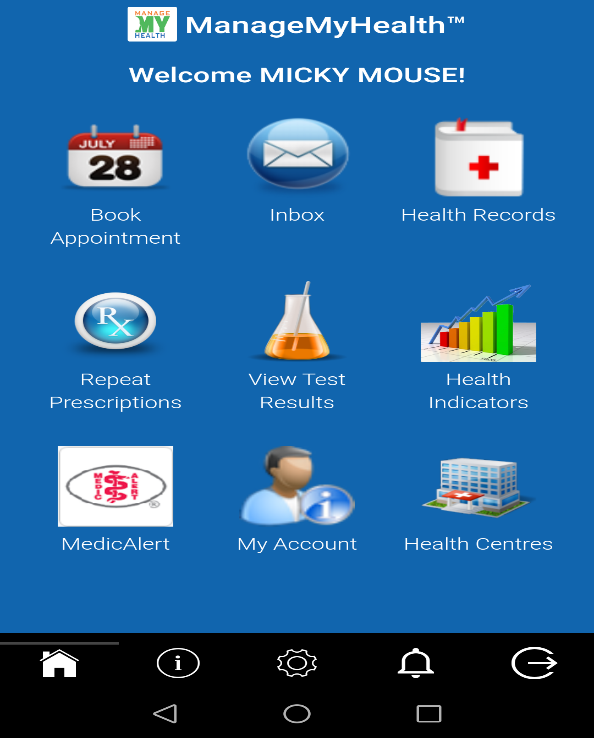 MANAGE
MY
HEALTH
ManageMyHealth™
Welcome MICKY MOUSE!
JULY
28
Book
Appointment
Inbox
Health Records
Rx
Repeat
Prescriptions
View Test
Results
Health
Indicators
MEDIC ALERT ®
MedicAlert
i
My Account
Health Centres
i